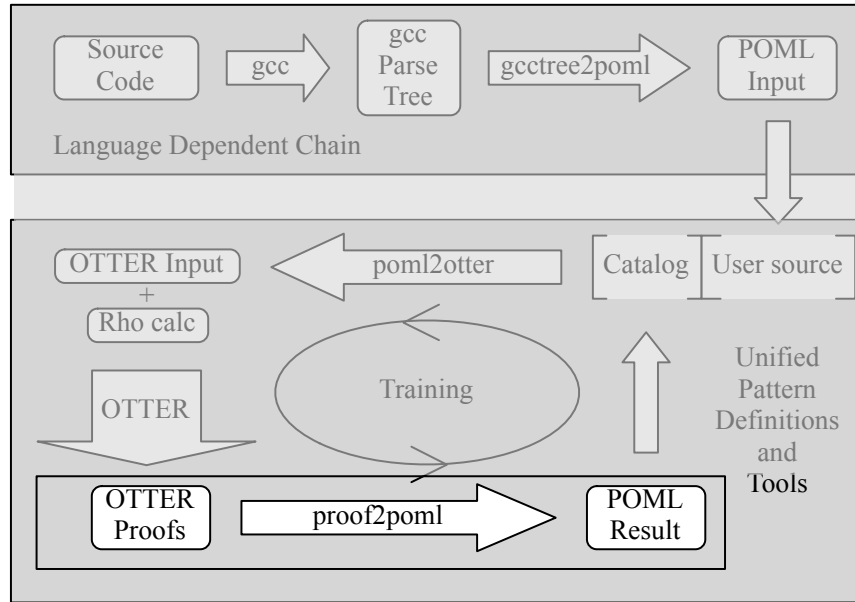 Source
Code
gcc
gcc
Parse
Tree
gcctree2poml
POML
Input
Language Dependent Chain
OTTER Input
+
Rho calc
poml2otter
Catalog
User source
Training
OTTER
Unified
Pattern
Definitions
and
Tools
OTTER
Proofs
proof2poml
POML
Result